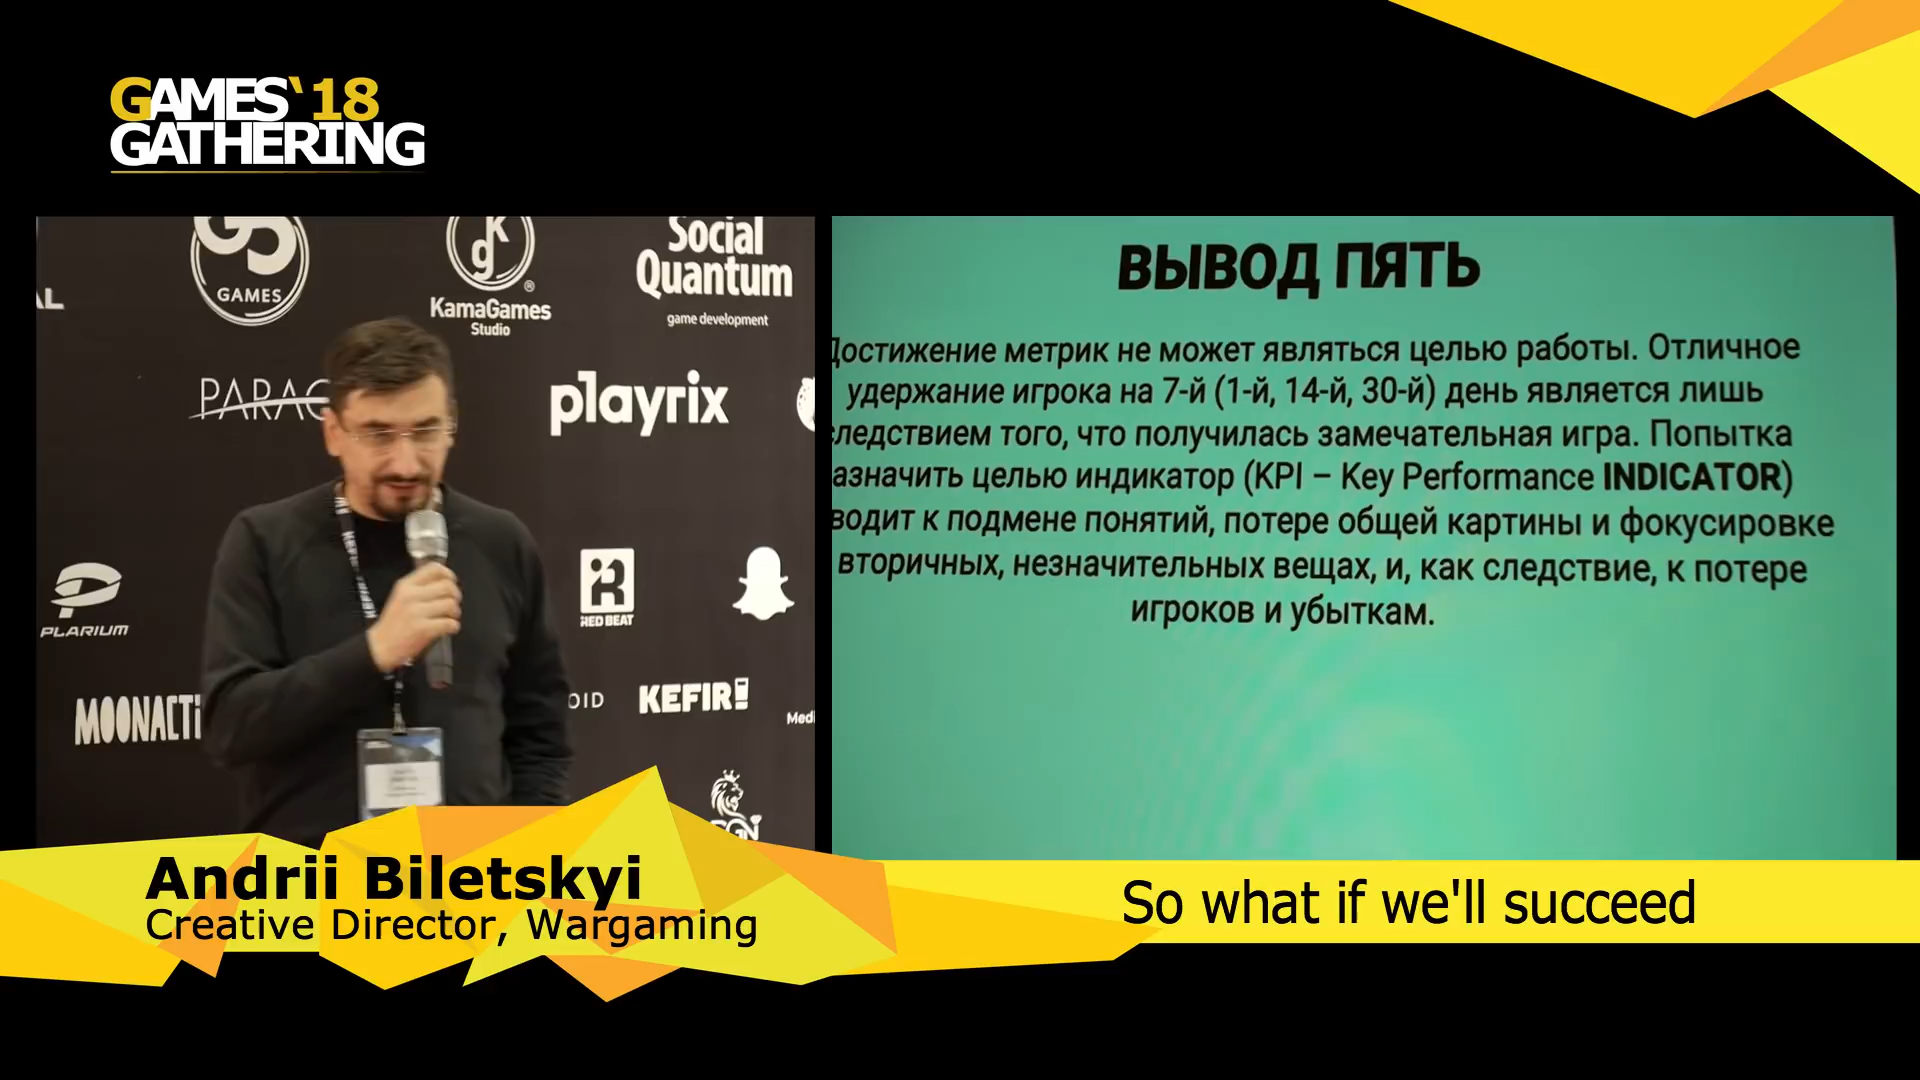 GAMES‘18
GATHERING
GAMES
KamaGames
Studio
Social
Quantum
game development
playrix
PLARIUM
RED BEAT
KEFIR!
ВЫВОД ПЯТЬ
Достижение метрик не может являться целью работы. Отличное
удержание игрока на 7-й (1-й, 14-й, 30-й) день является лишь
следствием того, что получилась замечательная игра. Попытка
азначить целью индикатор (KPI – Key Performance INDICATOR)
водит к подмене понятий, потере общей картины и фокусировке
вторичных, незначительных вещах, и, как следствие, к потере
игроков и убыткам.
Andrii Biletskyi
Creative Director, Wargaming
So what if we'll succeed